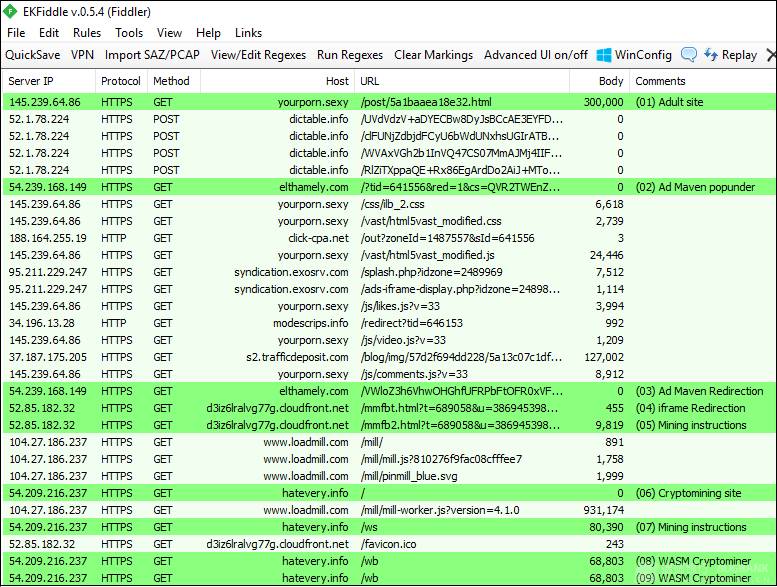 EKFiddle v.0.5.4 (Fiddler)
File Edit Rules Tools View Help Links
QuickSave VPN Import SAZ/PCAP View/Edit Regexes Run Regexes Clear Markings Advanced UI on/off WinConfig Replay
Server IP Protocol Method Host URL Body Comments
145.239.64.86 HTTPS GET yourporn.sexy /post/5a1baaea18e32.html 300,000 (01) Adult site
52.1.78.224 HTTPS POST dictable.info /UVdVdzV+aDYECBw8DyJsBCcAE3EYFD... 0
52.1.78.224 HTTPS POST dictable.info /dFUNjZdbjdFCyU6bWdUNxhsUGIrATB... 0
52.1.78.224 HTTPS POST dictable.info /WVAxVGh2b1InVQ47CS07MmAJMj4IIF... 0
52.1.78.224 HTTPS POST dictable.info /RlZiTXppaQE+Rx86EgArdDo2AiJ+MTo... 0
54.239.168.149 HTTPS GET elthamely.com /?tid=641556&red=1&cs=QVR2TWEnZ... 0 (02) Ad Maven popunder
145.239.64.86 HTTPS GET yourporn.sexy /css/ilb_2.css 6,618
145.239.64.86 HTTPS GET yourporn.sexy /vast/html5vast_modified.css 2,739
188.164.255.19 HTTP GET click-cpa.net /out?zoneId=1487557&sId=641556 3
145.239.64.86 HTTPS GET yourporn.sexy /vast/html5vast_modified.js 24,446
95.211.229.247 HTTPS GET syndication.exosrv.com /splash.php?idzone=2489969 7,512
95.211.229.247 HTTPS GET syndication.exosrv.com /ads-iframe-display.php?idzone=24898... 1,114
145.239.64.86 HTTPS GET yourporn.sexy /js/likes.js?v=33 3,994
34.196.13.28 HTTP GET modescrips.info /redirect?tid=646153 992
145.239.64.86 HTTPS GET yourporn.sexy /js/video.js?v=33 1,209
37.187.175.205 HTTPS GET s2.trafficdeposit.com /blog/img/57d2f694dd228/5a13c07c1df... 127,002
145.239.64.86 HTTPS GET yourporn.sexy /js/comments.js?v=33 8,912
54.239.168.149 HTTPS GET elthamely.com /VWloZ3h6VhwOHGhfUFRPbFtOFR0xVF... 0 (03) Ad Maven Redirection
52.85.182.32 HTTPS GET d3iz6lralvg77g.cloudfront.net /mmfbt.html?t=689058&u=386945398... 455 (04) iframe Redirection
52.85.182.32 HTTPS GET d3iz6lralvg77g.cloudfront.net /mmfb2.html?t=689058&u=386945398... 9,819 (05) Mining instructions
104.27.186.237 HTTPS GET www.loadmill.com /mill/ 891
104.27.186.237 HTTPS GET www.loadmill.com /mill/mill.js?810276f9fac08cfffee7 1,758
104.27.186.237 HTTPS GET www.loadmill.com /mill/pinmill_blue.svg 1,999
54.209.216.237 HTTPS GET hatevery.info / 0 (06) Cryptomining site
104.27.186.237 HTTPS GET www.loadmill.com /mill/mill-worker.js?version=4.1.0 931,174
54.209.216.237 HTTPS GET hatevery.info /ws 80,390 (07) Mining instructions
52.85.182.32 HTTPS GET d3iz6lralvg77g.cloudfront.net /favicon.ico 243
54.209.216.237 HTTPS GET hatevery.info /wb 68,803 (08) WASM Cryptominer
54.209.216.237 HTTPS GET hatevery.info /wb 68,803 (09) WASM Cryptominer